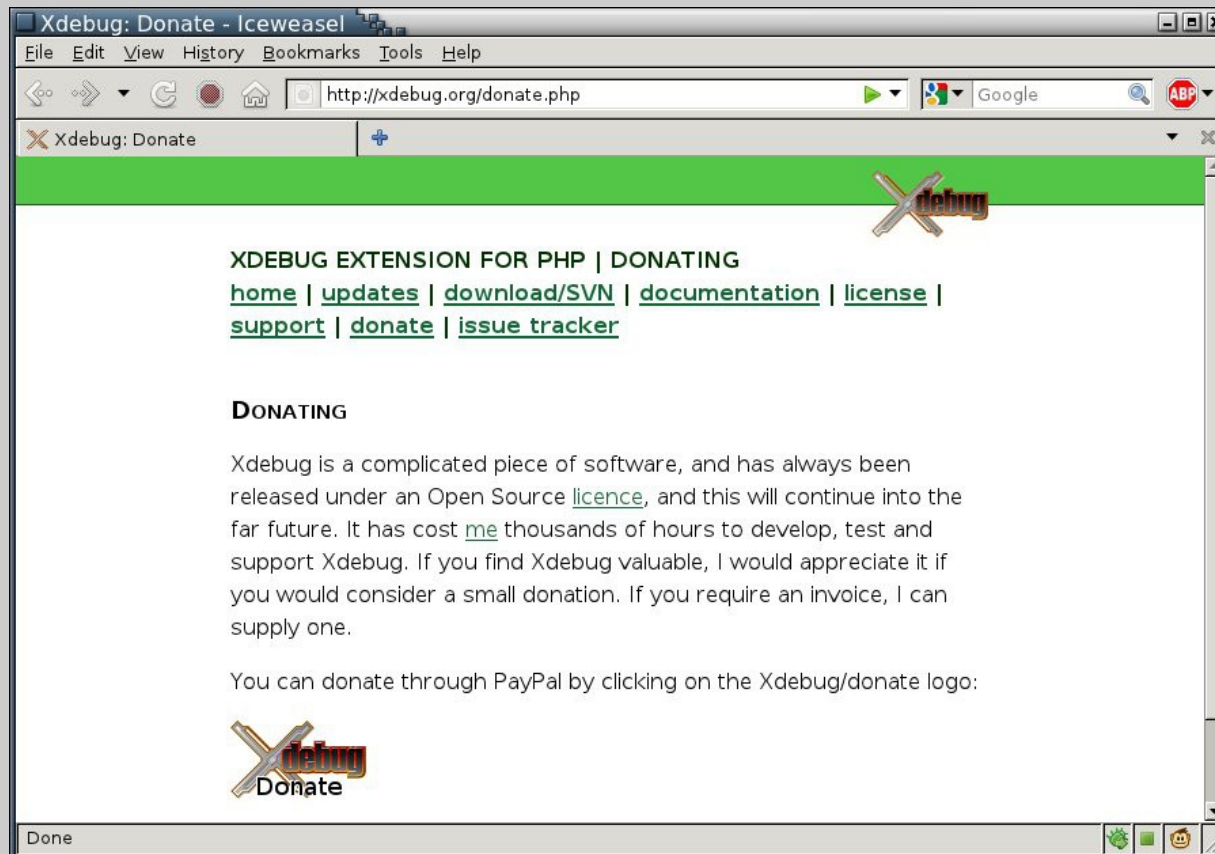 Xdebug: Donate - Iceweasel
File Edit View History Bookmarks Tools Help
http://xdebug.org/donate.php
Google
ABP
Xdebug: Donate
Xdebug
XDEBUG EXTENSION FOR PHP | DONATING
home | updates | download/SVN | documentation | license |
support | donate | issue tracker
DONATING
Xdebug is a complicated piece of software, and has always been
released under an Open Source licence, and this will continue into the
far future. It has cost me thousands of hours to develop, test and
support Xdebug. If you find Xdebug valuable, I would appreciate it if
you would consider a small donation. If you require an invoice, I can
supply one.
You can donate through PayPal by clicking on the Xdebug/donate logo:
Xdebug
Donate
Done